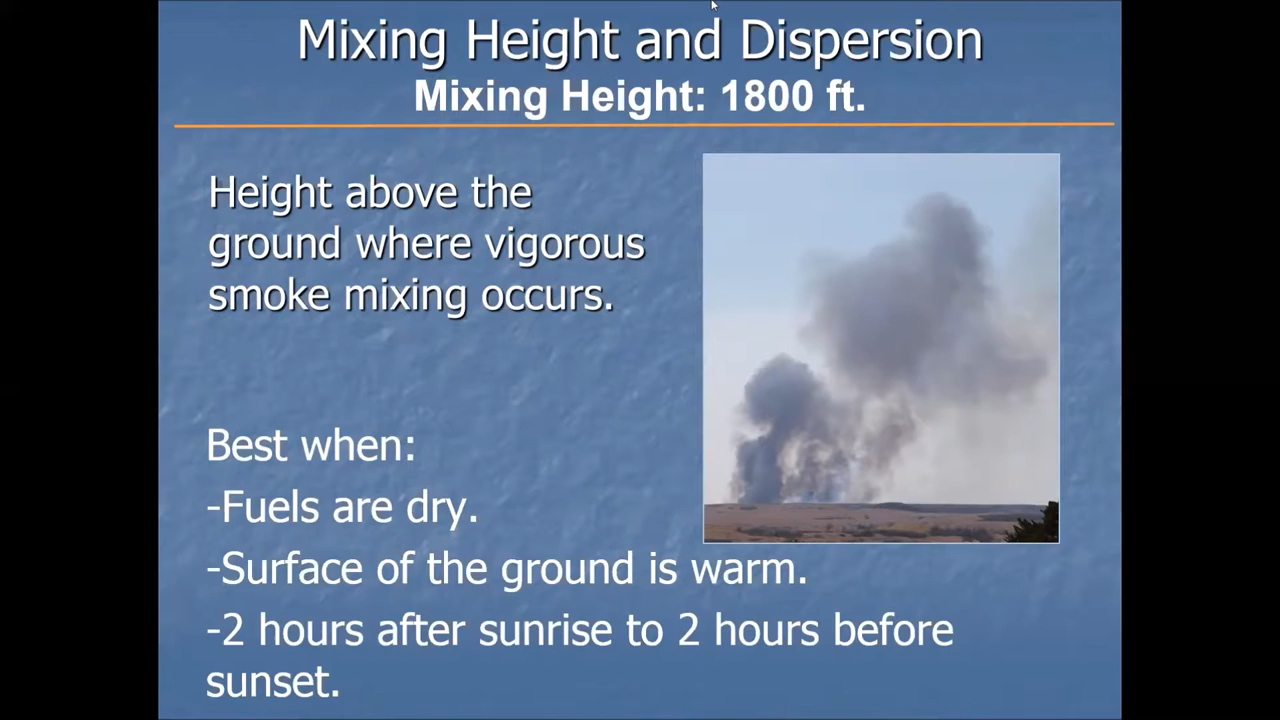 Mixing Height and Dispersion
Mixing Height: 1800 ft.
Height above the
ground where vigorous
smoke mixing occurs.
Best when:
-Fuels are dry.
-Surface of the ground is warm.
-2 hours after sunrise to 2 hours before
sunset.